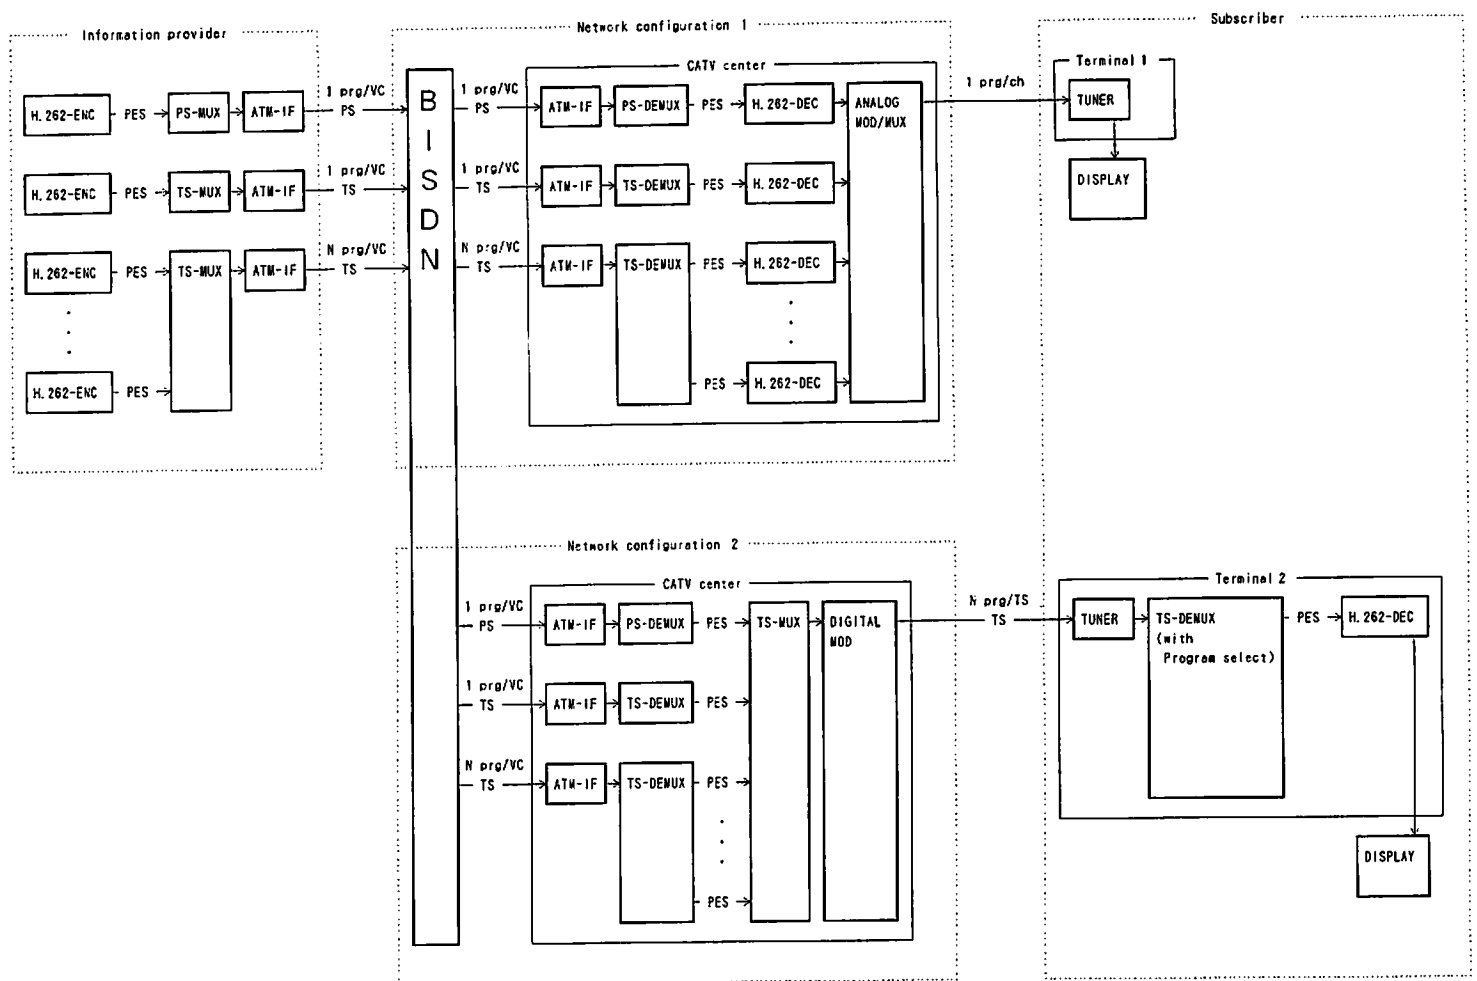 Information provider
H.262-ENC
PES
PS-MUX
ATM-IF
1 prg/VC
PS
H.262-ENC
PES
TS-MUX
ATM-IF
1 prg/VC
TS
H.262-ENC
PES
TS-MUX
ATM-IF
N prg/VC
TS
H.262-ENC
PES
BISDN
Network configuration 1
CATV center
1 prg/VC
PS
ATM-IF
PS-DEMUX
PES
H.262-DEC
ANALOG
MOD/MUX
1 prg/VC
TS
ATM-IF
TS-DEMUX
PES
H.262-DEC
N prg/VC
TS
ATM-IF
TS-DEMUX
PES
H.262-DEC
PES
H.262-DEC
1 prg/ch
Subscriber
Terminal 1
TUNER
DISPLAY
Network configuration 2
CATV center
1 prg/VC
PS
ATM-IF
PS-DEMUX
PES
TS-MUX
DIGITAL
MOD
1 prg/VC
TS
ATM-IF
TS-DEMUX
PES
N prg/VC
TS
ATM-IF
TS-DEMUX
PES
PES
N prg/TS
TS
Terminal 2
TUNER
TS-DEMUX
(with
Program select)
PES
H.262-DEC
DISPLAY